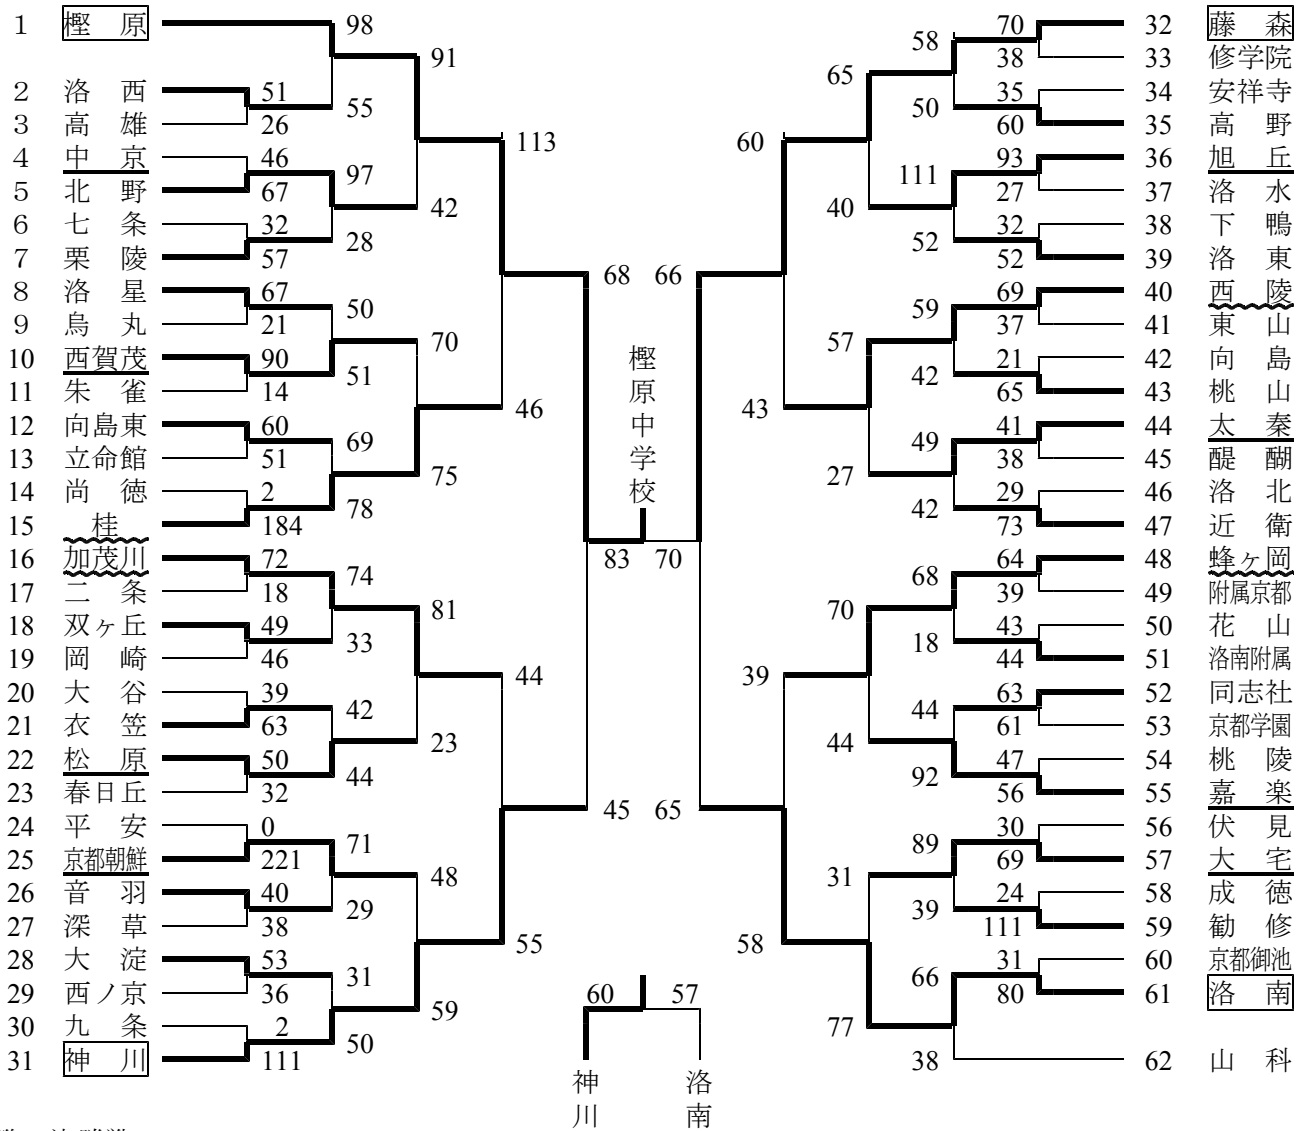 1 樫原 98 70 藤森 32
58 38 修学院 33
91
2 洛西 51 65 35 安祥寺 34
55 50
3 高雄 26 60 高野 35
4 中京 46 113 60 93 旭丘 36
97 111
5 北野 67 27 洛水 37
42 40
6 七条 32 32 下鴨 38
28 52
7 栗陵 57 52 洛東 39
68 66
8 洛星 67 69 西陵 40
50 59
9 烏丸 21 37 東山 41
70 57
10 西賀茂 90 21 向島 42
51 42
11 朱雀 14 65 桃山 43
46 43
12 向島東 60 41 太秦 44
69 49
13 立命館 51 38 醍醐 45
75 27
14 尚徳 2 29 洛北 46
78 42
15 桂 184 73 近衛 47
樫原中学校
83 70
16 加茂川 72 64 蜂ヶ岡 48
74 68
17 二条 18 39 附属京都 49
81 70
18 双ヶ丘 49 43 花山 50
33 18
19 岡崎 46 44 洛南附属 51
44 39
20 大谷 39 63 同志社 52
42 44
21 衣笠 63 61 京都学園 53
23 44
22 松原 50 47 桃陵 54
44 92
23 春日丘 32 56 嘉楽 55
45 65
24 平安 0 30 伏見 56
71 89
25 京都朝鮮 221 69 大宅 57
48 31
26 音羽 40 24 成徳 58
29 39
27 深草 38 111 勧修 59
55 58
28 大淀 53 31 京都御池 60
31 66
29 西ノ京 36 80 洛南 61
60 57
59 77
30 九条 2
50 38 山科 62
31 神川 111
神川 洛南